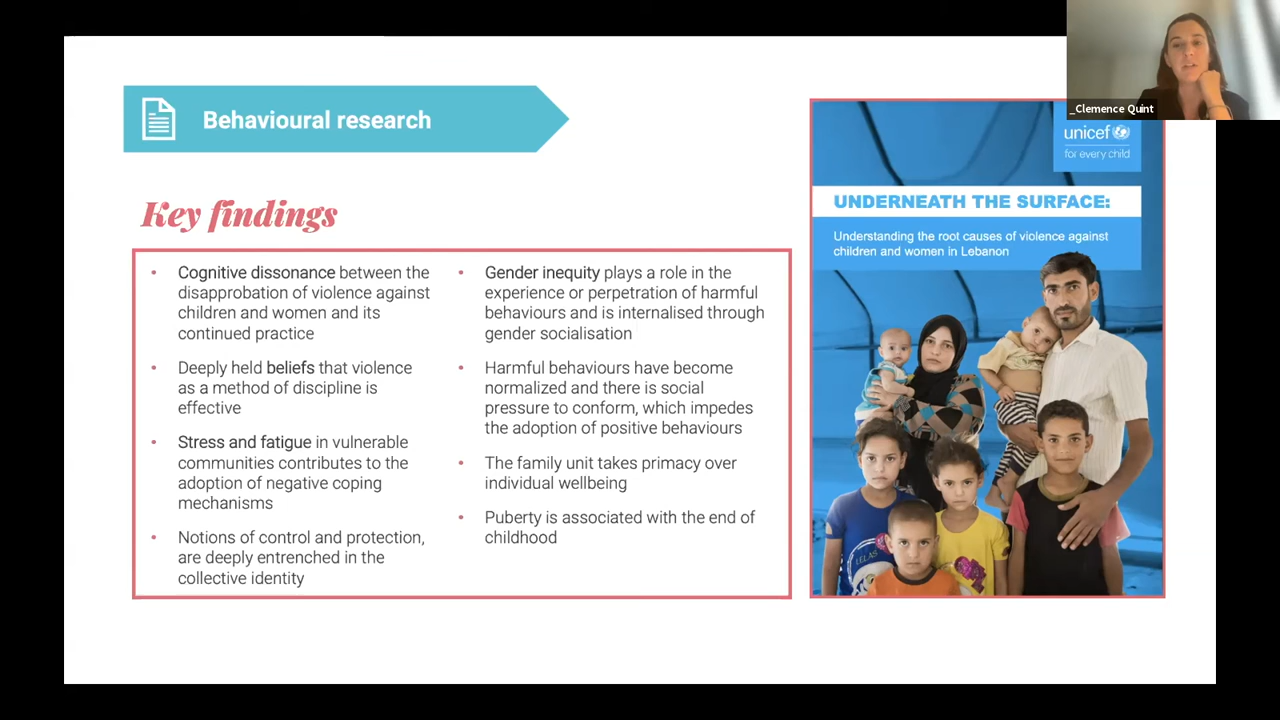 _Clemence Quint
Behavioural research
Key findings
• Cognitive dissonance between the
disapprobation of violence against
children and women and its
continued practice
• Deeply held beliefs that violence
as a method of discipline is
effective
• Stress and fatigue in vulnerable
communities contributes to the
adoption of negative coping
mechanisms
• Notions of control and protection,
are deeply entrenched in the
collective identity
• Gender inequity plays a role in the
experience or perpetration of harmful
behaviours and is internalised through
gender socialisation
• Harmful behaviours have become
normalized and there is social
pressure to conform, which impedes
the adoption of positive behaviours
• The family unit takes primacy over
individual wellbeing
• Puberty is associated with the end of
childhood
unicef
for every child
UNDERNEATH THE SURFACE:
Understanding the root causes of violence against
children and women in Lebanon
LELAS